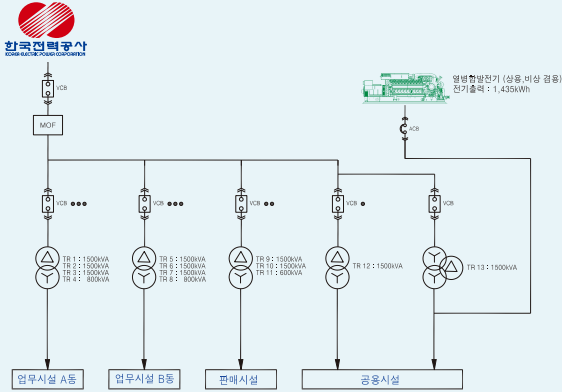 한국전력공사
KOREA ELECTRIC POWER CORPORATION
VCB
MOF
열병합발전기 (상용,비상 겸용)
전기출력 : 1,435kWh
ACB
VCB
VCB
VCB
VCB
VCB
TR 1 : 1500kVA
TR 2 : 1500kVA
TR 3 : 1500kVA
TR 4 : 800kVA
TR 5 : 1500kVA
TR 6 : 1500kVA
TR 7 : 1500kVA
TR 8 : 800kVA
TR 9 : 1500kVA
TR 10 : 1500kVA
TR 11 : 600kVA
TR 12 : 1500kVA
TR 13 : 1500kVA
업무시설 A동
업무시설 B동
판매시설
공용시설